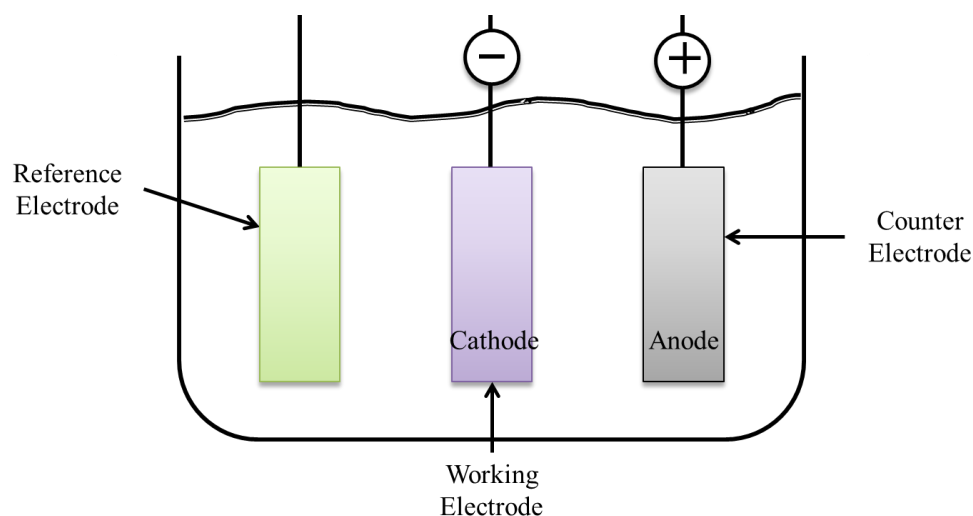 −
+
Reference
Electrode
Counter
Electrode
Cathode
Anode
Working
Electrode